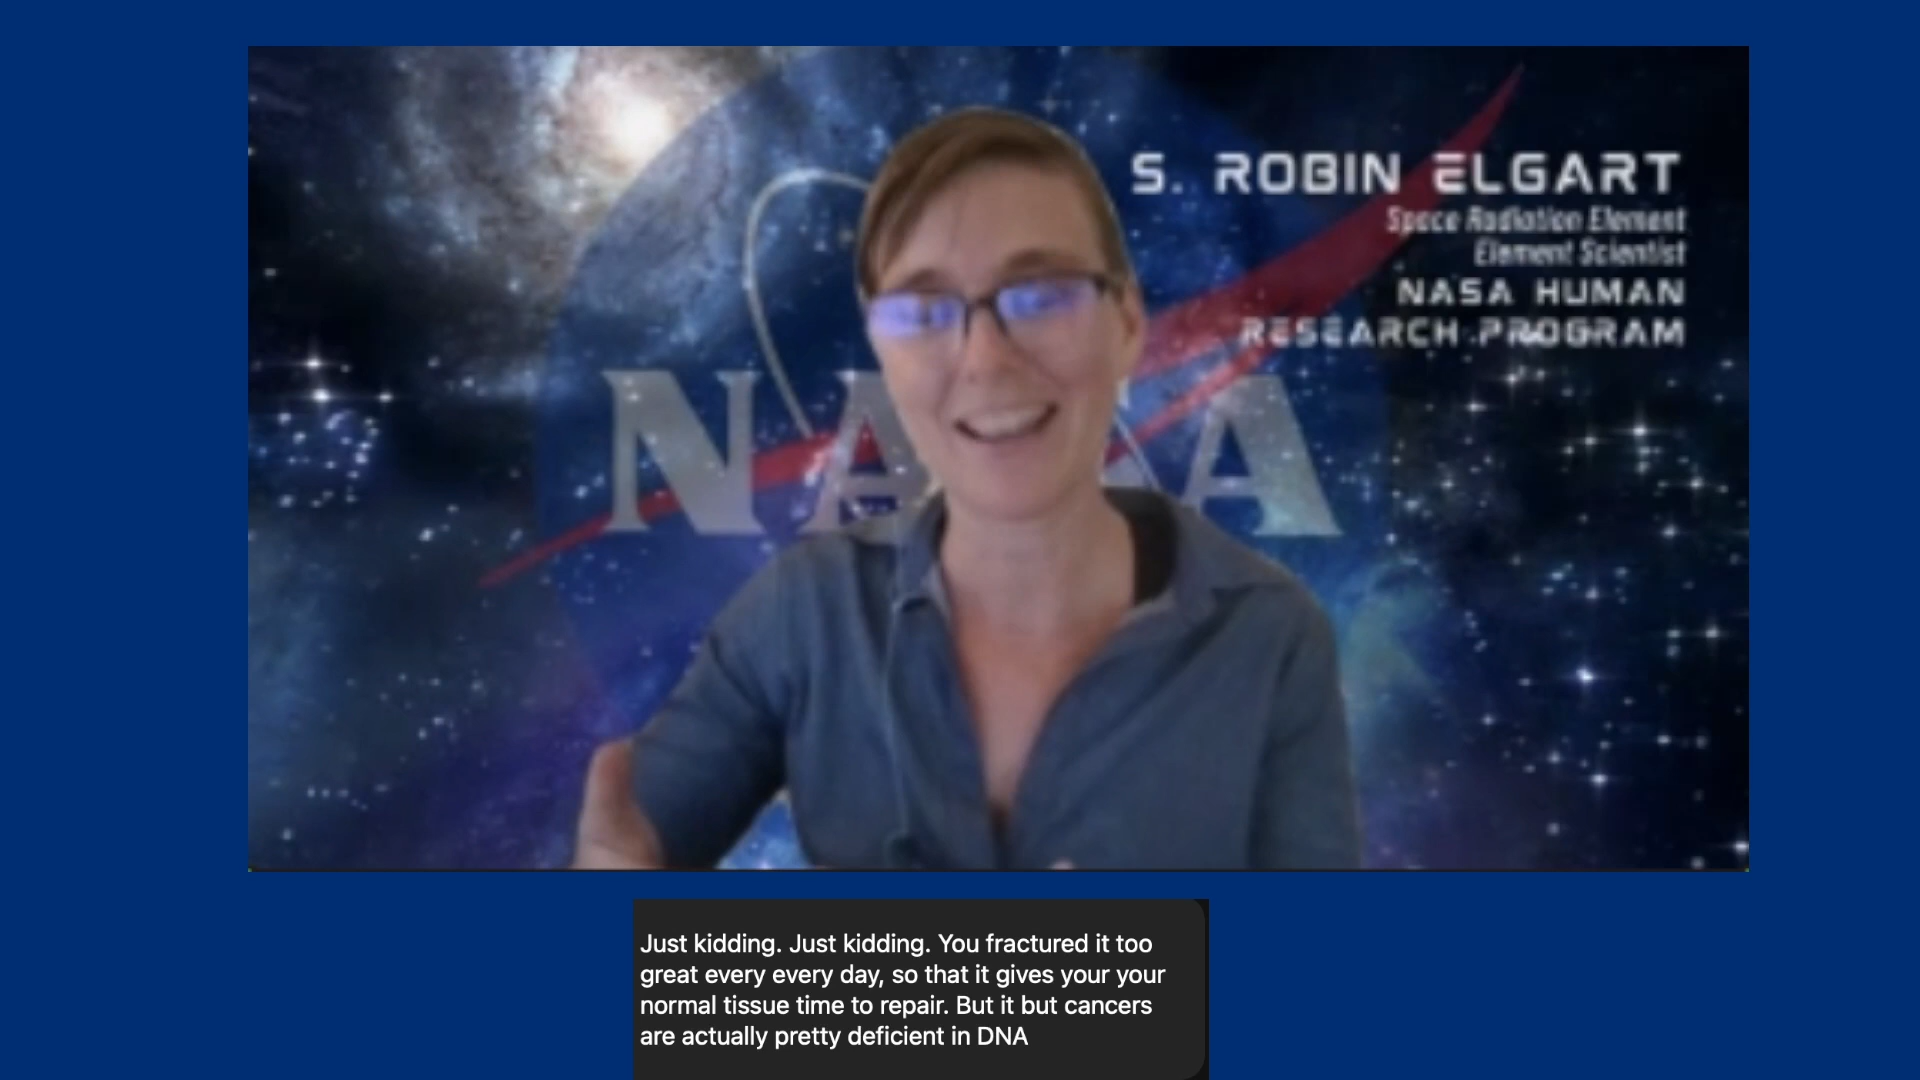 S. ROBIN ELGART
Space Radiation Element
Element Scientist
NASA HUMAN
RESEARCH PROGRAM
NASA
Just kidding. Just kidding. You fractured it too
great every every day, so that it gives your your
normal tissue time to repair. But it but cancers
are actually pretty deficient in DNA